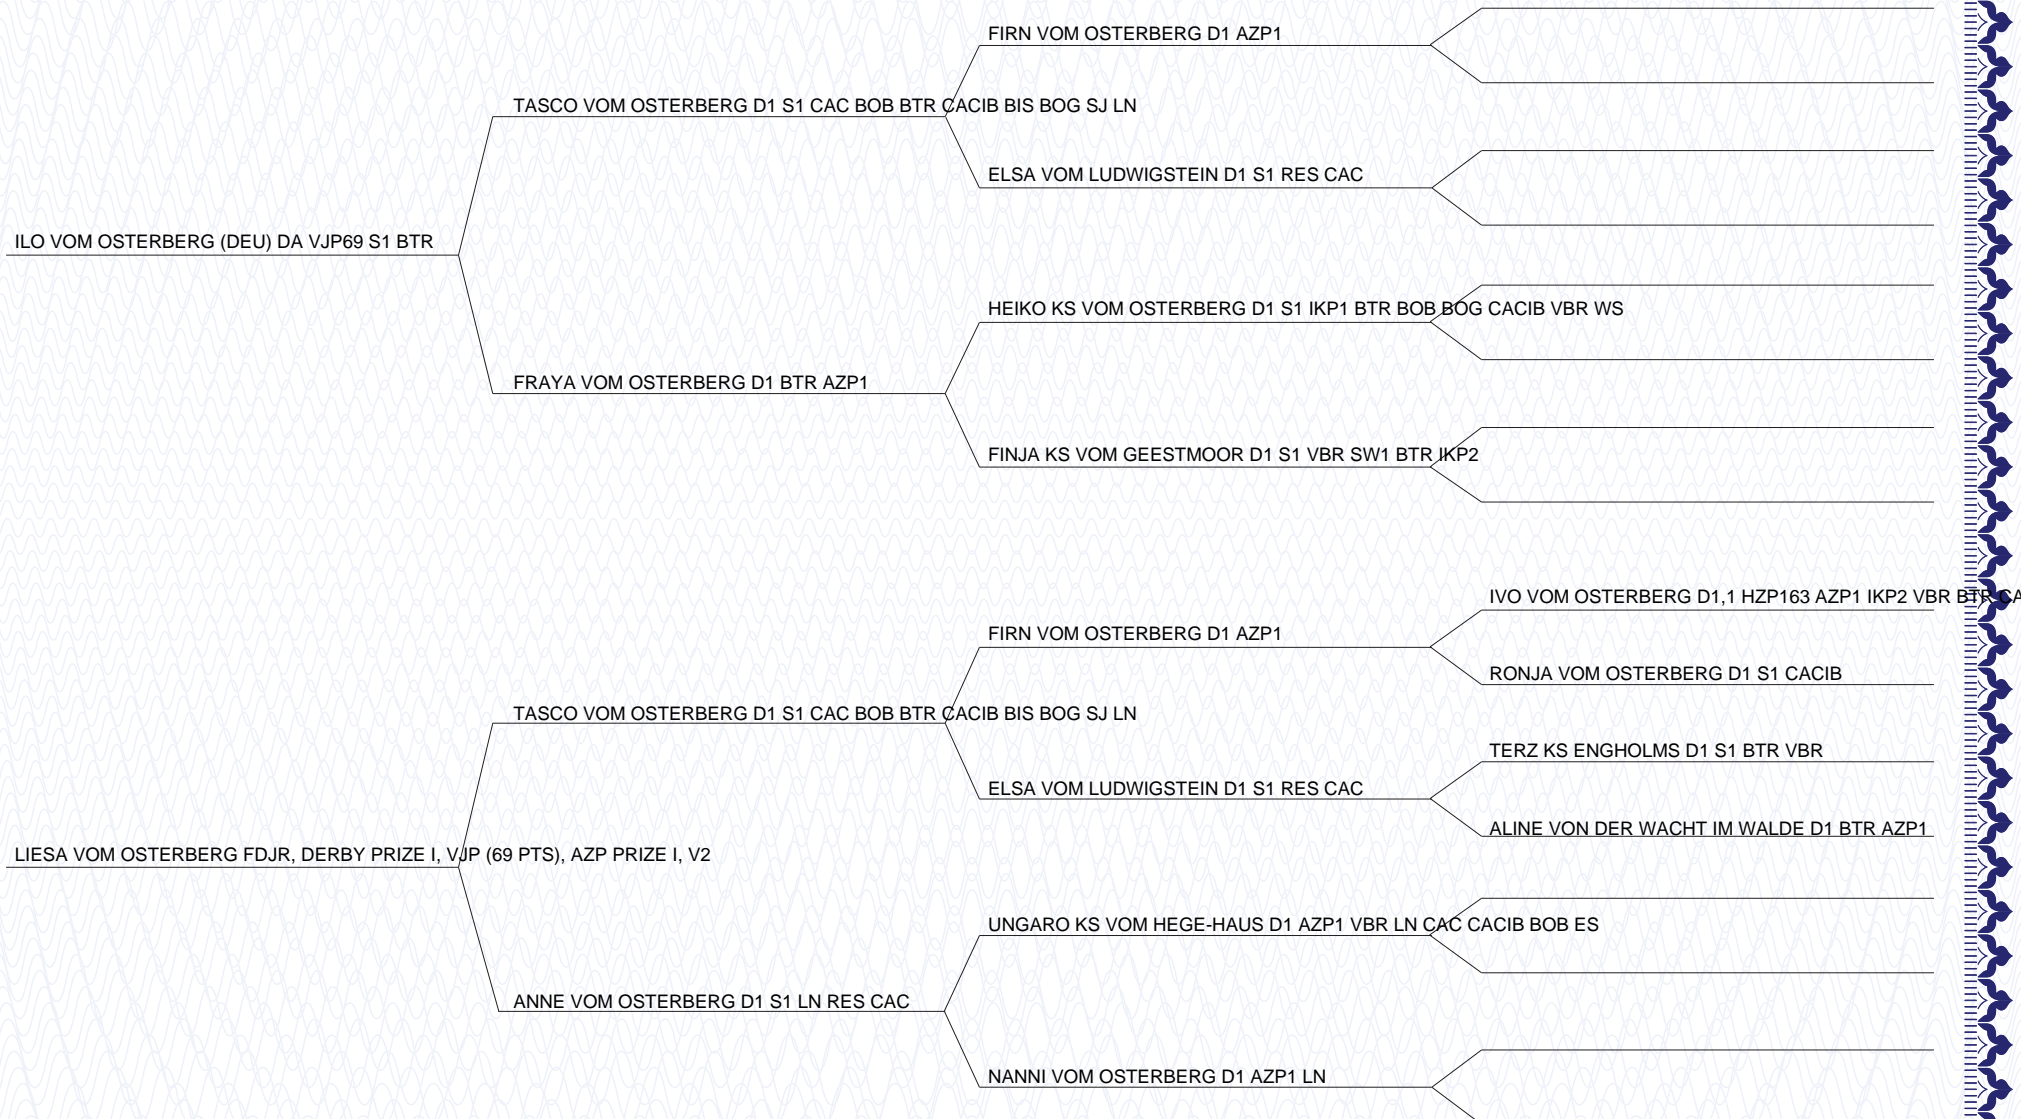 FIRN VOM OSTERBERG D1 AZP1
TASCO VOM OSTERBERG D1 S1 CAC BOB BTR CACIB BIS BOG SJ LN
ELSA VOM LUDWIGSTEIN D1 S1 RES CAC
ILO VOM OSTERBERG (DEU) DA VJP69 S1 BTR
HEIKO KS VOM OSTERBERG D1 S1 IKP1 BTR BOB BOG CACIB VBR WS
FRAYA VOM OSTERBERG D1 BTR AZP1
FINJA KS VOM GEESTMOOR D1 S1 VBR SW1 BTR IKP2
IVO VOM OSTERBERG D1,1 HZP163 AZP1 IKP2 VBR BTR CA
FIRN VOM OSTERBERG D1 AZP1
RONJA VOM OSTERBERG D1 S1 CACIB
TASCO VOM OSTERBERG D1 S1 CAC BOB BTR CACIB BIS BOG SJ LN
TERZ KS ENGHOLMS D1 S1 BTR VBR
ELSA VOM LUDWIGSTEIN D1 S1 RES CAC
ALINE VON DER WACHT IM WALDE D1 BTR AZP1
LIESA VOM OSTERBERG FDJR, DERBY PRIZE I, VJP (69 PTS), AZP PRIZE I, V2
UNGARO KS VOM HEGE-HAUS D1 AZP1 VBR LN CAC CACIB BOB ES
ANNE VOM OSTERBERG D1 S1 LN RES CAC
NANNI VOM OSTERBERG D1 AZP1 LN